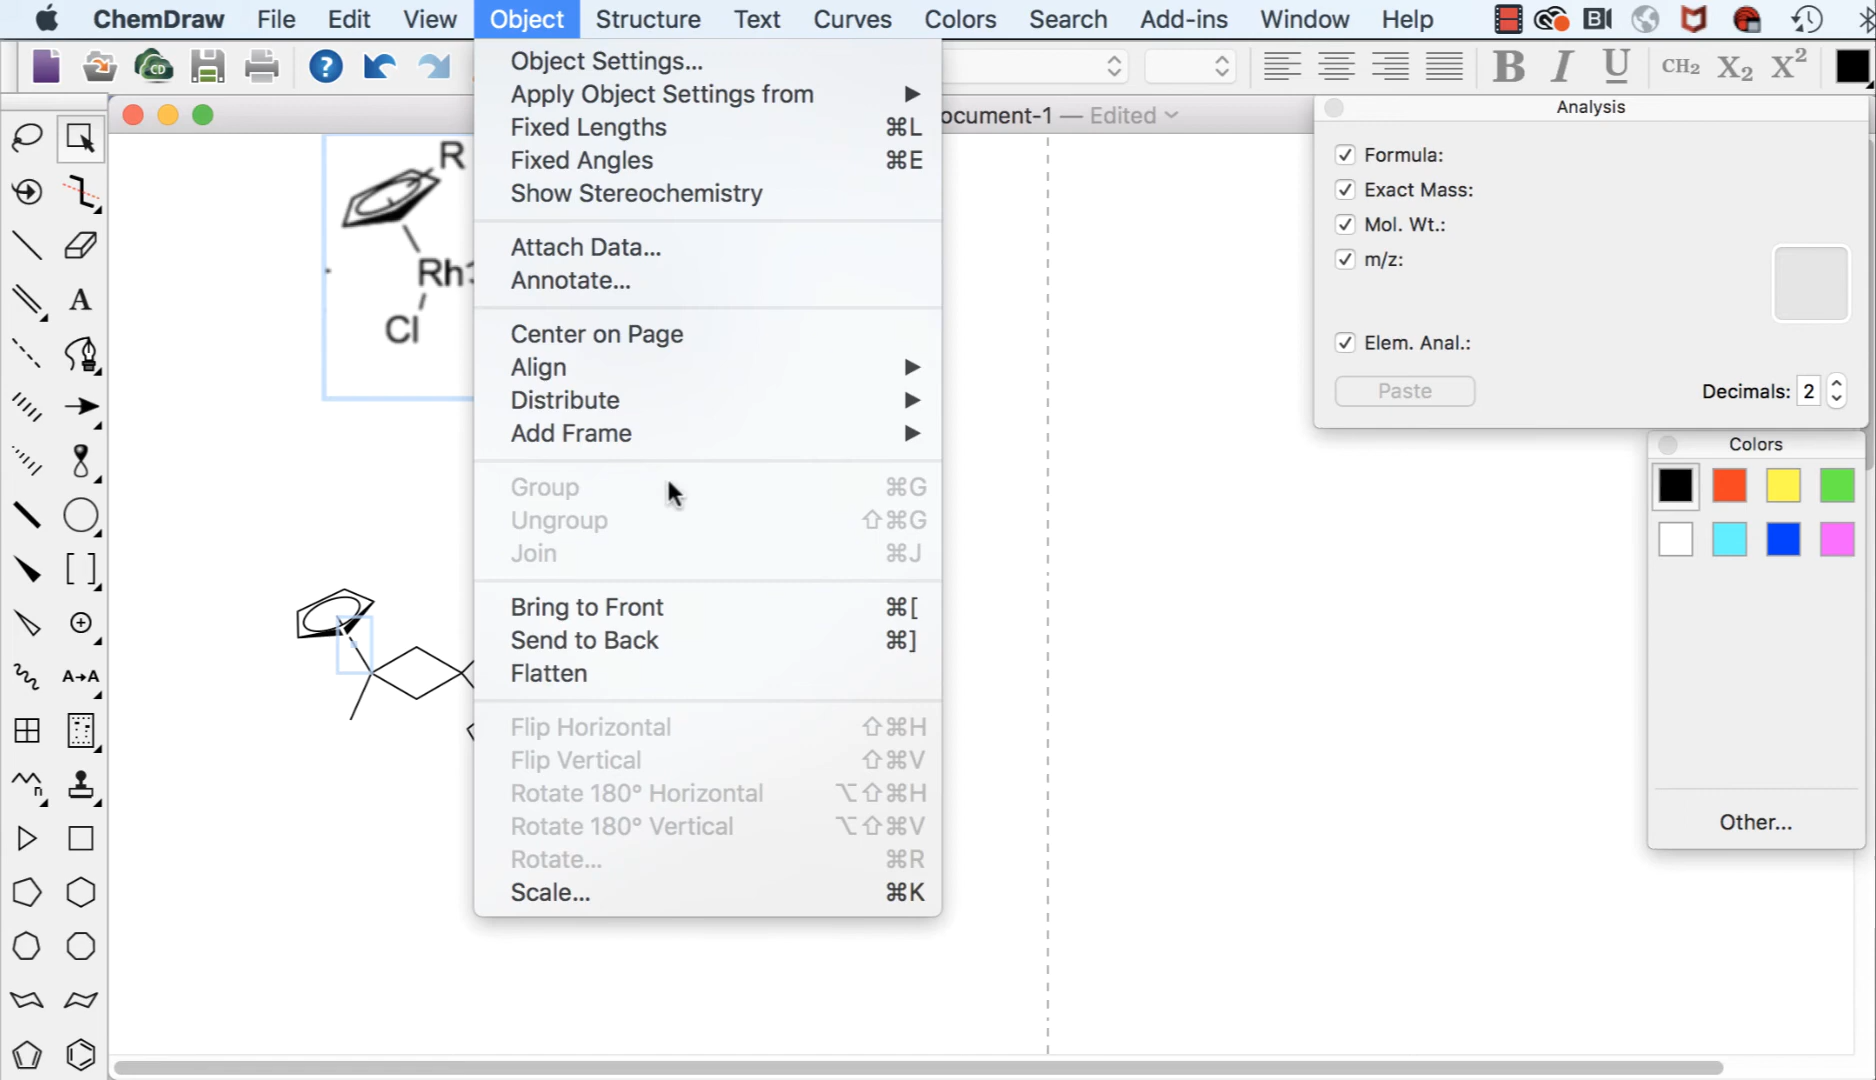 ChemDraw File Edit View Object Structure Text Curves Colors Search Add-ins Window Help
B I U CH₂ X₂ X²
ocument-1 — Edited
Object Settings...
Apply Object Settings from
Fixed Lengths ⌘L
Fixed Angles ⌘E
Show Stereochemistry
Attach Data...
Annotate...
Center on Page
Align
Distribute
Add Frame
Group ⌘G
Ungroup ⇧⌘G
Join ⌘J
Bring to Front ⌘[
Send to Back ⌘]
Flatten
Flip Horizontal ⇧⌘H
Flip Vertical ⇧⌘V
Rotate 180° Horizontal ⌥⇧⌘H
Rotate 180° Vertical ⌥⇧⌘V
Rotate... ⌘R
Scale... ⌘K
R
Rh
Cl
A
A→A
n
Analysis
Formula:
Exact Mass:
Mol. Wt.:
m/z:
Elem. Anal.:
Paste
Decimals: 2
Colors
Other...